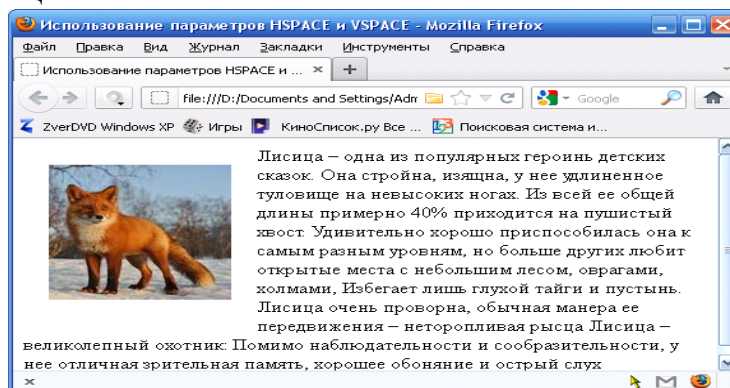 Использование параметров HSPACE и VSPACE - Mozilla Firefox
Файл Правка Вид Журнал Закладки Инструменты Справка
Использование параметров HSPACE и ... × +
file:///D:/Documents and Settings/Adm Google
ZverDVD Windows XP Игры КиноСписок.ру Все ... Поисковая система и...
Лисица – одна из популярных героинь детских
сказок. Она стройна, изящна, у нее удлиненное
туловище на невысоких ногах. Из всей ее общей
длины примерно 40% приходится на пушистый
хвост. Удивительно хорошо приспособилась она к
самым разным уровням, но больше других любит
открытые места с небольшим лесом, оврагами,
холмами, Избегает лишь глухой тайги и пустынь.
Лисица очень проворна, обычная манера ее
передвижения – неторопливая рысца Лисица –
великолепный охотник: Помимо наблюдательности и сообразительности, у
нее отличная зрительная память, хорошее обоняние и острый слух
×